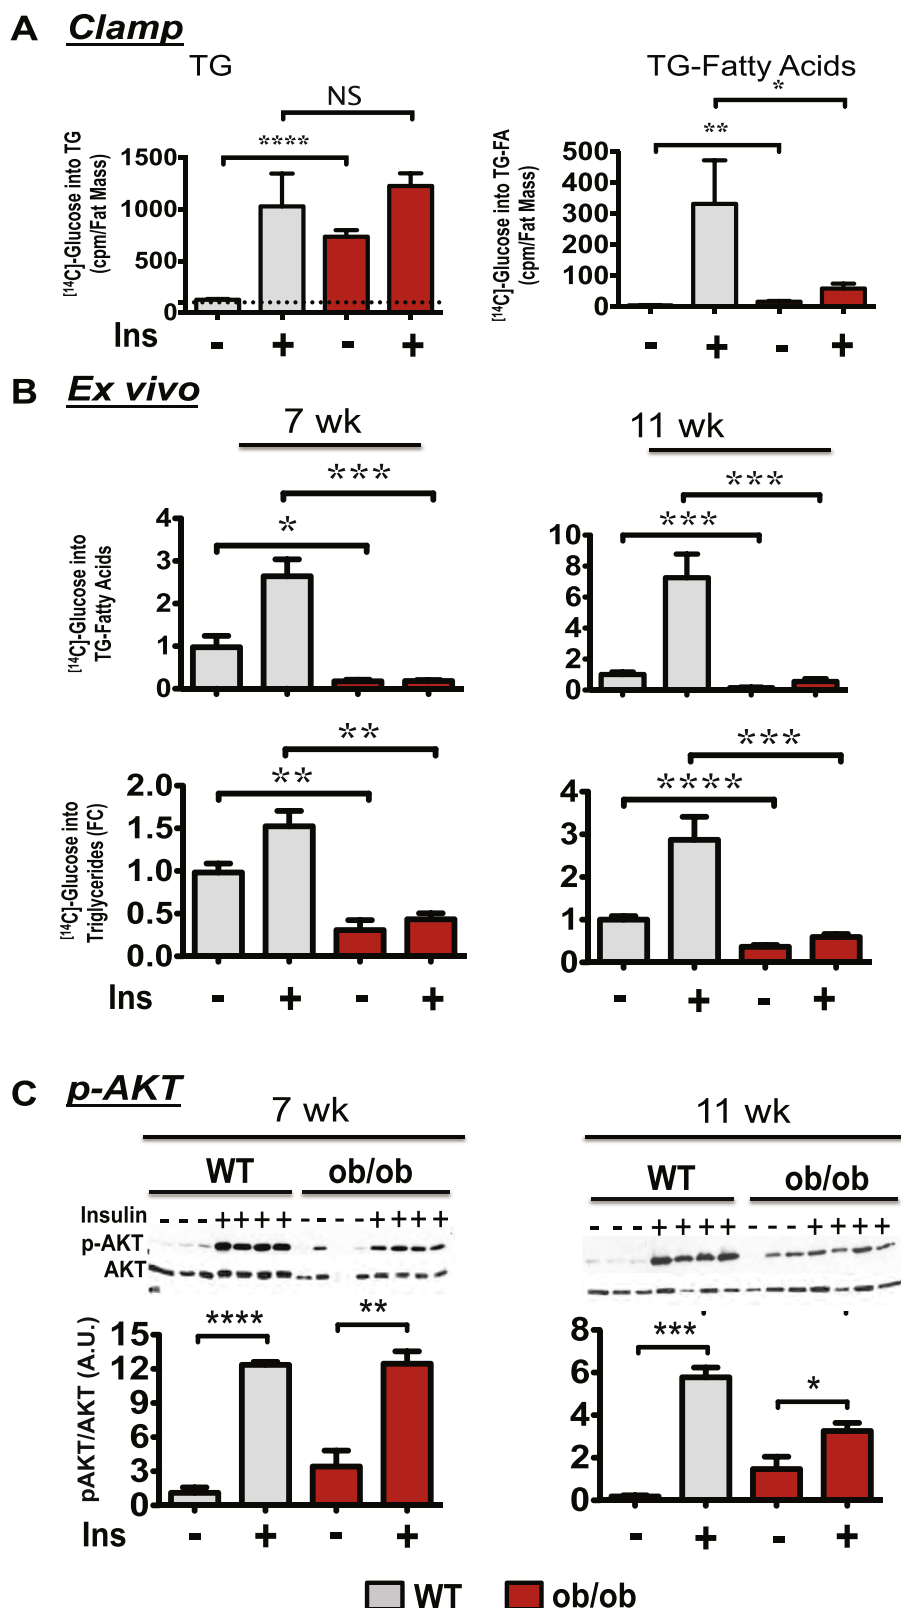 A Clamp
TG
TG-Fatty Acids
NS
*
****
**
[14C]-Glucose into TG
(cpm/Fat Mass)
1500
1000
500
0
[14C]-Glucose into TG-FA
(cpm/Fat Mass)
500
400
300
200
100
0
Ins - + - +
- + - +
B Ex vivo
7 wk
11 wk
***
*
***
***
[14C]-Glucose into
TG-Fatty Acids
4
3
2
1
0
10
8
6
4
2
0
**
**
***
****
[14C]-Glucose into
Triglycerides (FC)
2.0
1.5
1.0
0.5
0.0
4
3
2
1
0
Ins - + - +
- + - +
C p-AKT
7 wk
11 wk
WT ob/ob
WT ob/ob
Insulin - - - + + + + - - - - + + + +
- - - + + + + - - - + + + +
p-AKT
AKT
****
**
***
*
pAKT/AKT (A.U.)
15
12
9
6
3
0
8
6
4
2
0
Ins - + - +
- + - +
WT ob/ob